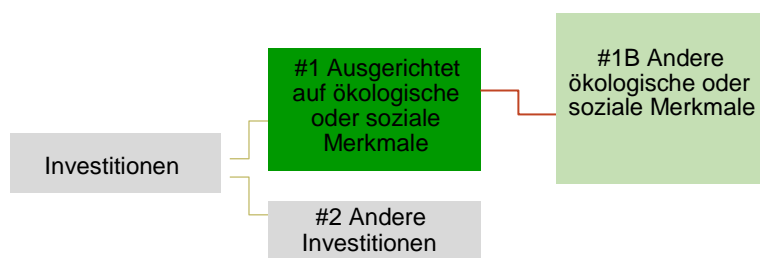 Investitionen
#1 Ausgerichtet
auf ökologische
oder soziale
Merkmale
#2 Andere
Investitionen
#1B Andere
ökologische oder
soziale Merkmale